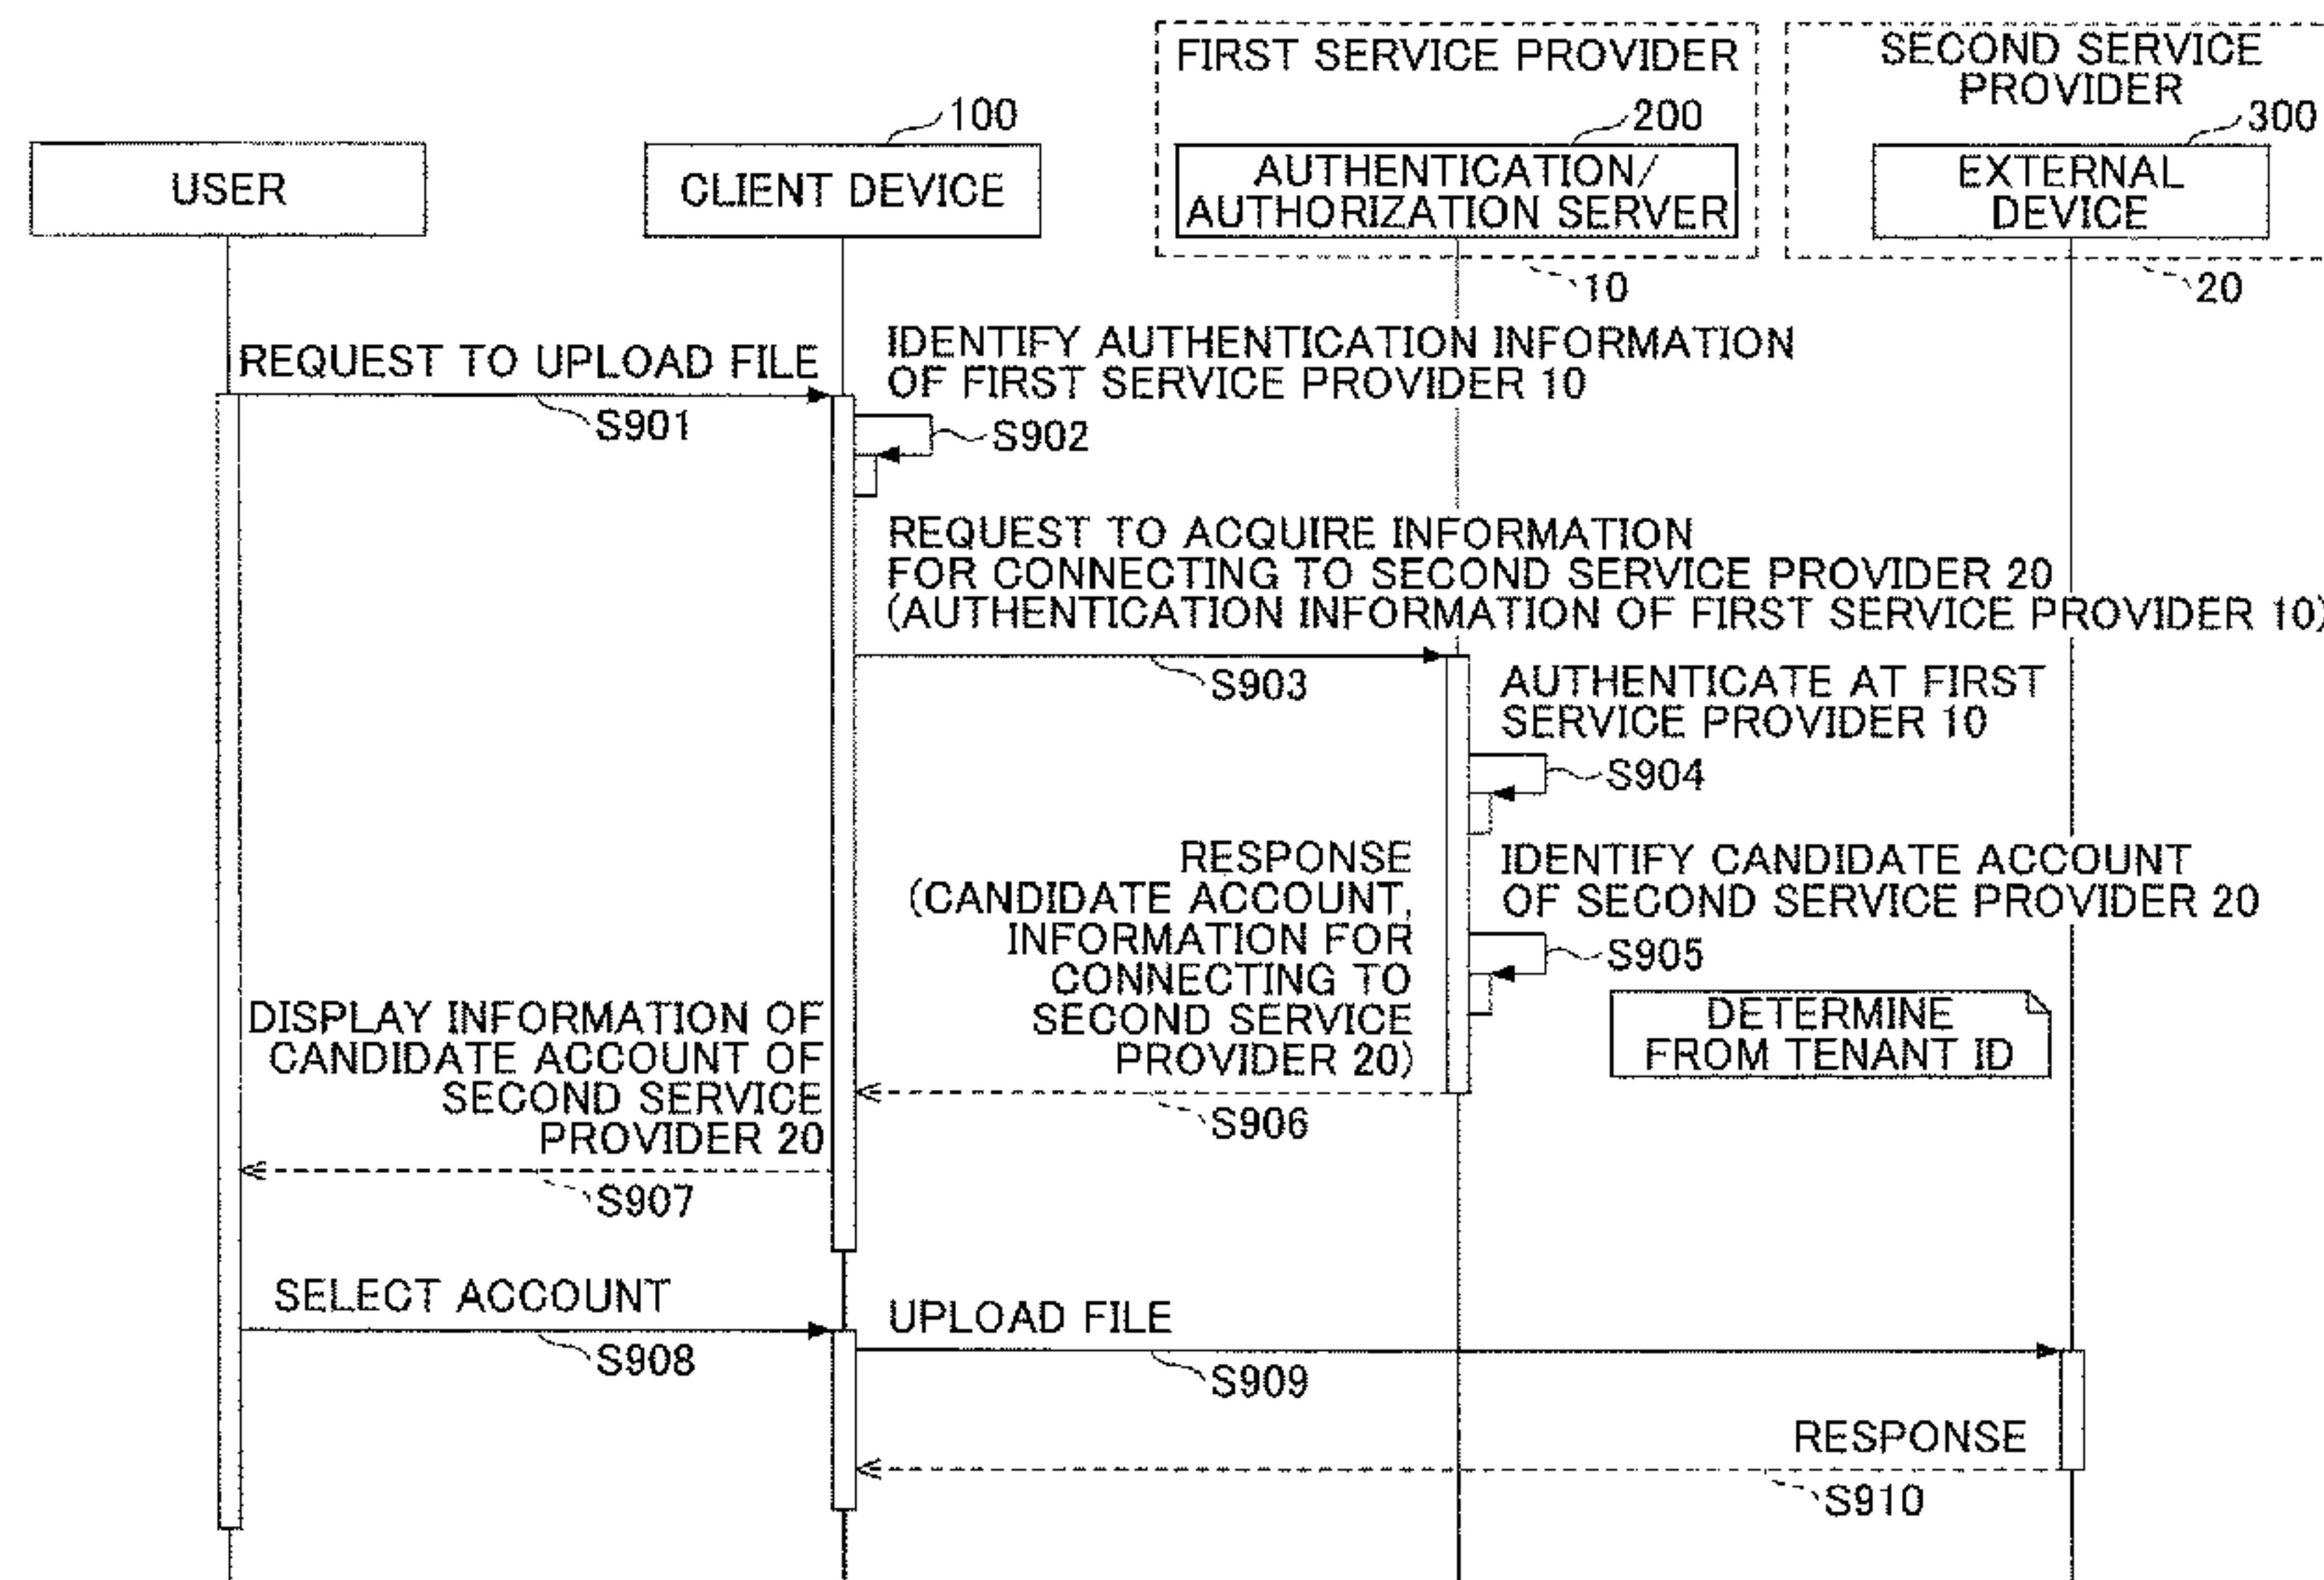 FIRST SERVICE PROVIDER
SECOND SERVICE
PROVIDER
100
200
300
USER
CLIENT DEVICE
AUTHENTICATION/
AUTHORIZATION SERVER
EXTERNAL
DEVICE
10
20
REQUEST TO UPLOAD FILE
S901
IDENTIFY AUTHENTICATION INFORMATION
OF FIRST SERVICE PROVIDER 10
S902
REQUEST TO ACQUIRE INFORMATION
FOR CONNECTING TO SECOND SERVICE PROVIDER 20
(AUTHENTICATION INFORMATION OF FIRST SERVICE PROVIDER 10)
S903
AUTHENTICATE AT FIRST
SERVICE PROVIDER 10
S904
IDENTIFY CANDIDATE ACCOUNT
OF SECOND SERVICE PROVIDER 20
S905
DETERMINE
FROM TENANT ID
RESPONSE
(CANDIDATE ACCOUNT,
INFORMATION FOR
CONNECTING TO
SECOND SERVICE
PROVIDER 20)
S906
DISPLAY INFORMATION OF
CANDIDATE ACCOUNT OF
SECOND SERVICE
PROVIDER 20
S907
SELECT ACCOUNT
S908
UPLOAD FILE
S909
RESPONSE
S910